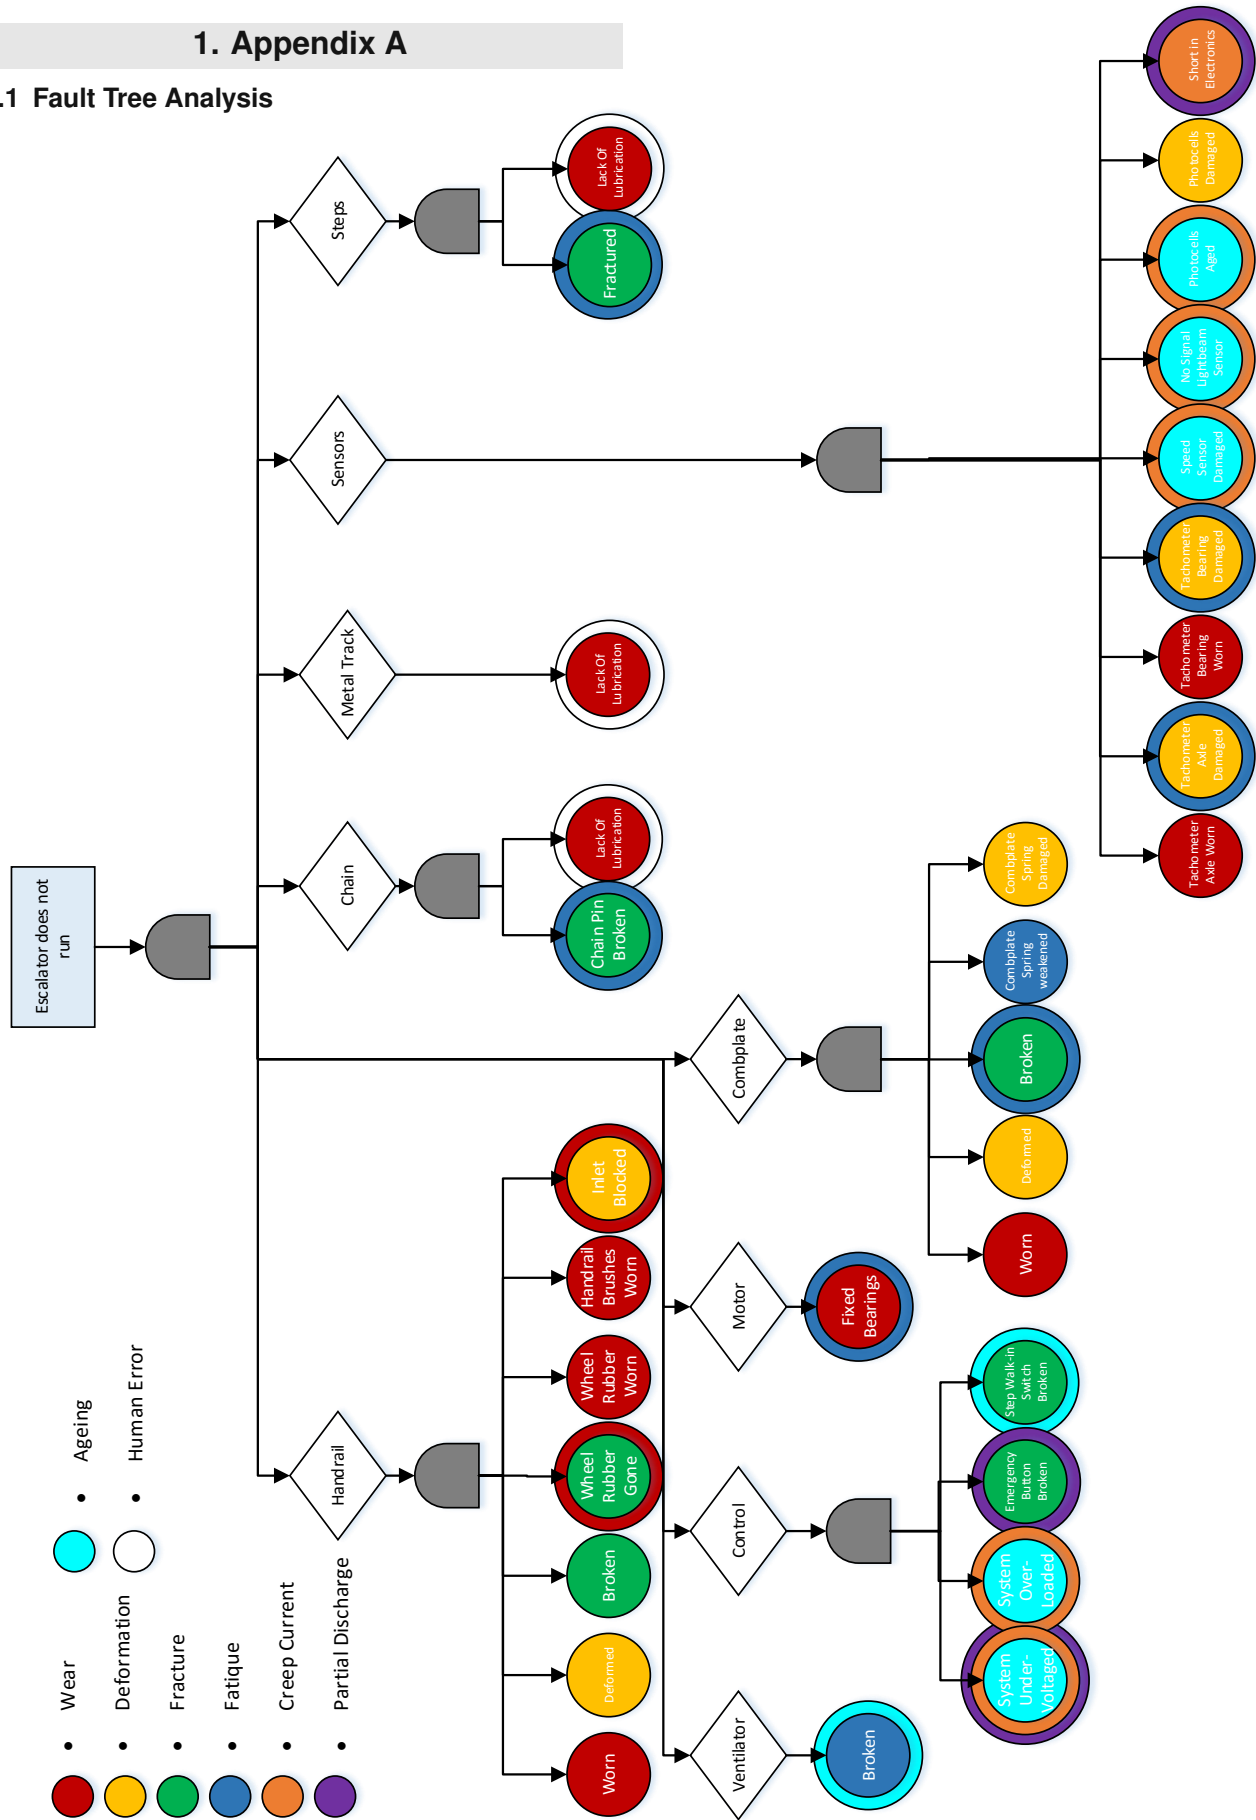 1. Appendix A
.1 Fault Tree Analysis
Escalator does not
run
Wear
Deformation
Fracture
Fatique
Creep Current
Partial Discharge
Ageing
Human Error
Handrail
Chain
Metal Track
Sensors
Steps
Worn
Deformed
Broken
Wheel
Rubber
Gone
Wheel
Rubber
Worn
Handrail
Brushes
Worn
Inlet
Blocked
Chain Pin
Broken
Lack Of
Lubrication
Lack Of
Lubrication
Fractured
Lack Of
Lubrication
Ventilator
Control
Motor
Combplate
Broken
System
Under-
Voltaged
System
Over-
Loaded
Emergency
Button
Broken
Step Walk-in
Switch
Broken
Fixed
Bearings
Worn
Deformed
Broken
Combplate
Spring
weakened
Combplate
Spring
Damaged
Tachometer
Axle Worn
Tachometer
Axle
Damaged
Tachometer
Bearing
Worn
Tachometer
Bearing
Damaged
Speed
Sensor
Damaged
No Signal
Lightbeam
Sensor
Photocells
Aged
Photocells
Damaged
Short in
Electronics